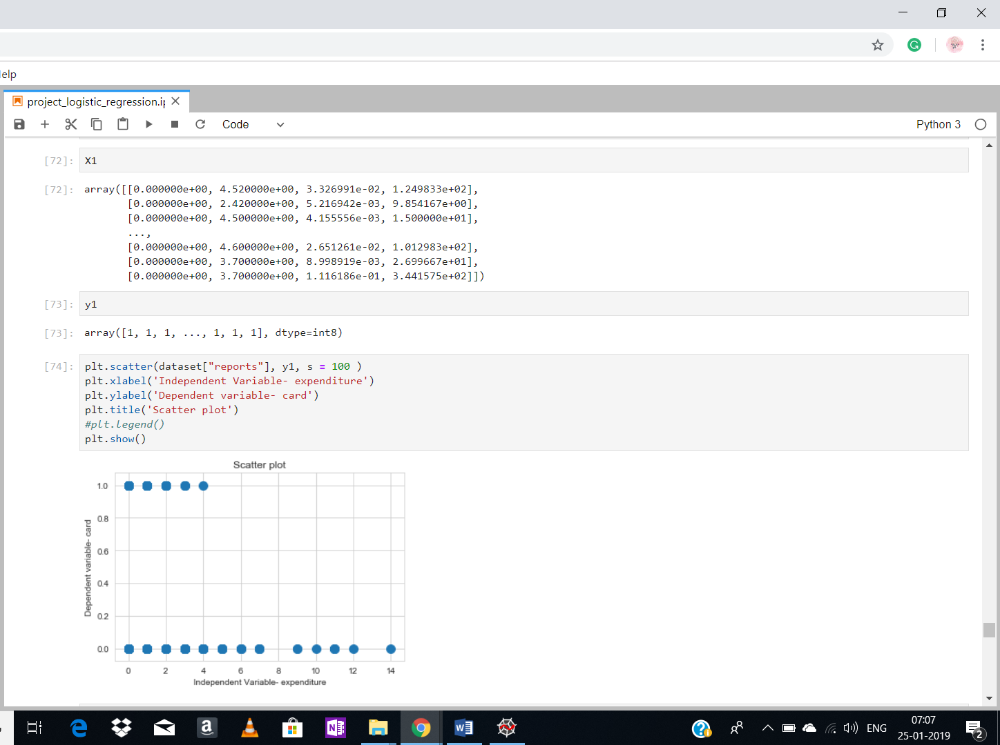 elp
project_logistic_regression.ip
Code
Python 3
[72]:
X1
[72]:
array([[0.000000e+00, 4.520000e+00, 3.326991e-02, 1.249833e+02],
[0.000000e+00, 2.420000e+00, 5.216942e-03, 9.854167e+00],
[0.000000e+00, 4.500000e+00, 4.155556e-03, 1.500000e+01],
...,
[0.000000e+00, 4.600000e+00, 2.651261e-02, 1.012983e+02],
[0.000000e+00, 3.700000e+00, 8.998919e-03, 2.699667e+01],
[0.000000e+00, 3.700000e+00, 1.116186e-01, 3.441575e+02]])
[73]:
y1
[73]:
array([1, 1, 1, ..., 1, 1, 1], dtype=int8)
[74]:
plt.scatter(dataset["reports"], y1, s = 100 )
plt.xlabel('Independent Variable- expenditure')
plt.ylabel('Dependent variable- card')
plt.title('Scatter plot')
#plt.legend()
plt.show()
Scatter plot
1.0
0.8
0.6
0.4
0.2
0.0
Dependent variable- card
0 2 4 6 8 10 12 14
Independent Variable- expenditure
ENG
07:07
25-01-2019
2